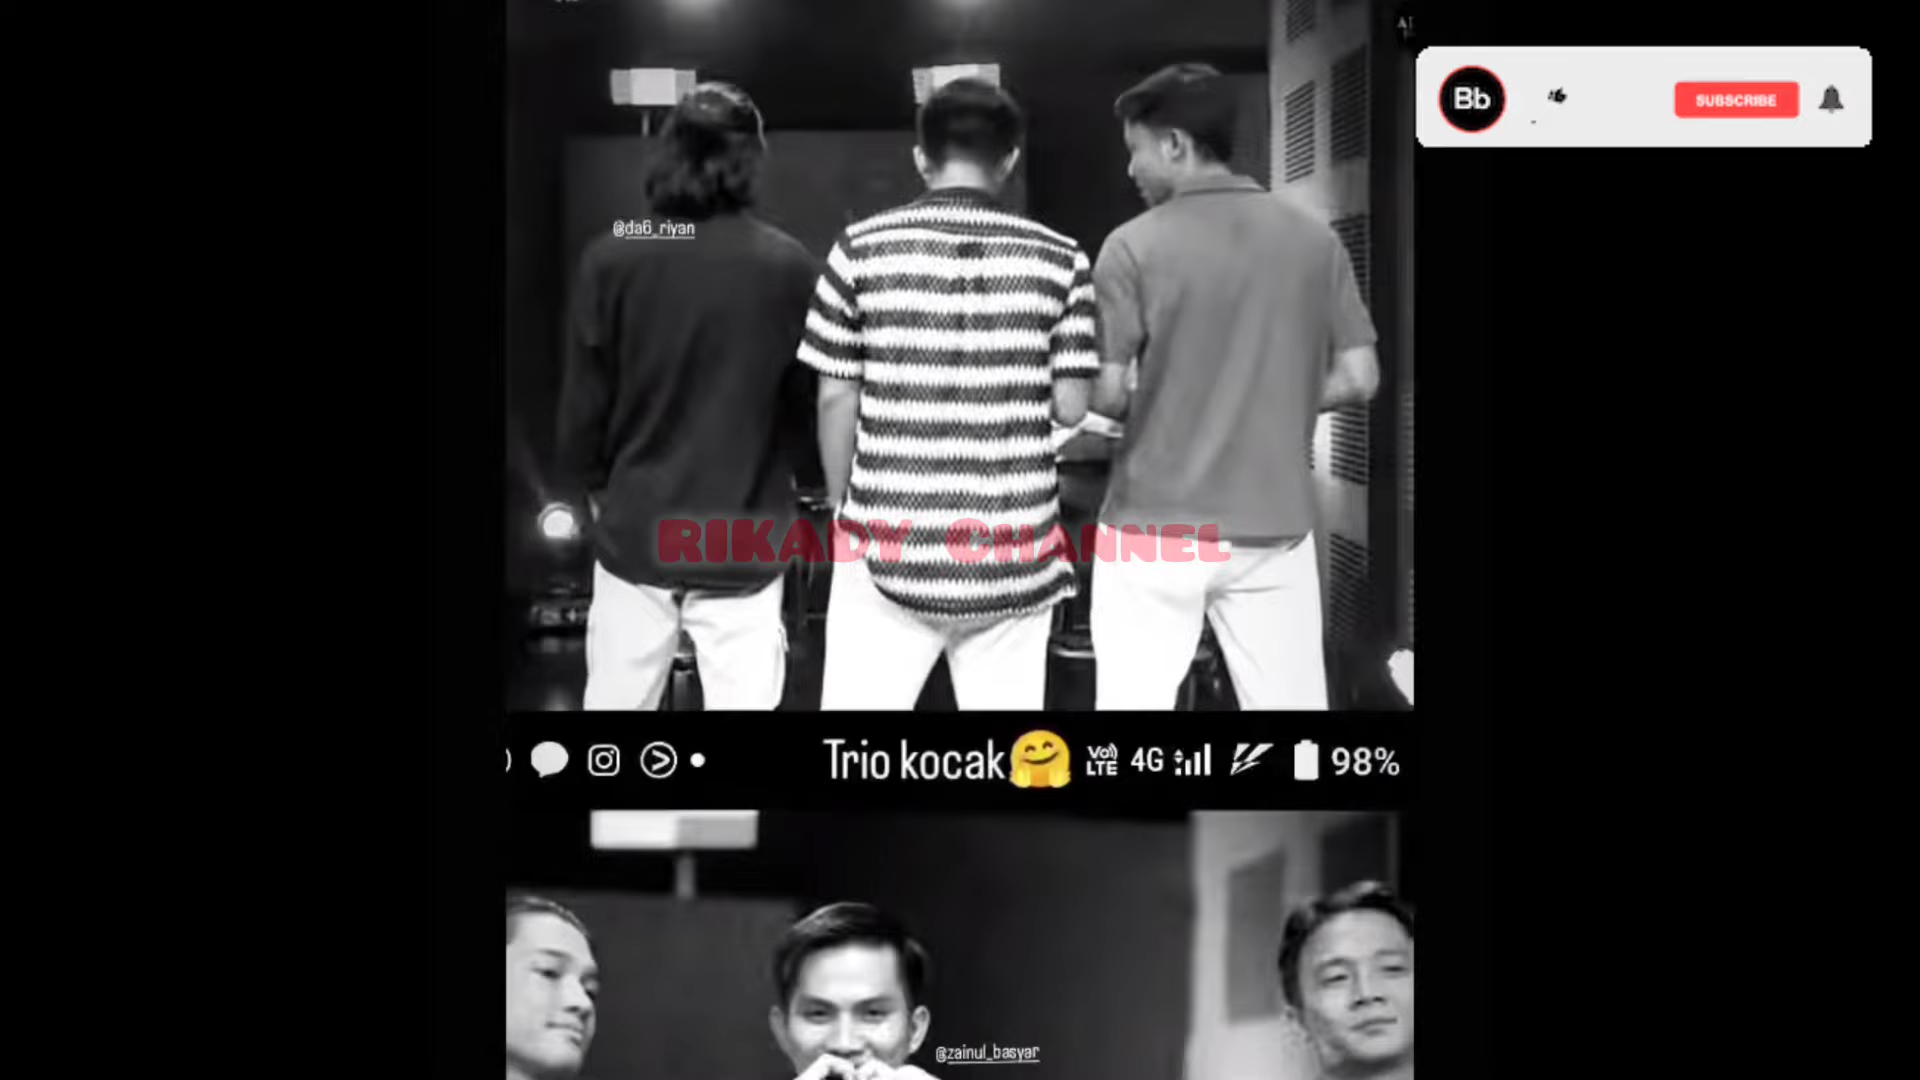 Bb
SUBSCRIBE
@da6_riyan
RIKADY CHANNEL
Trio kocak🤗 Vo) LTE 4G 98%
@zainul_basyar